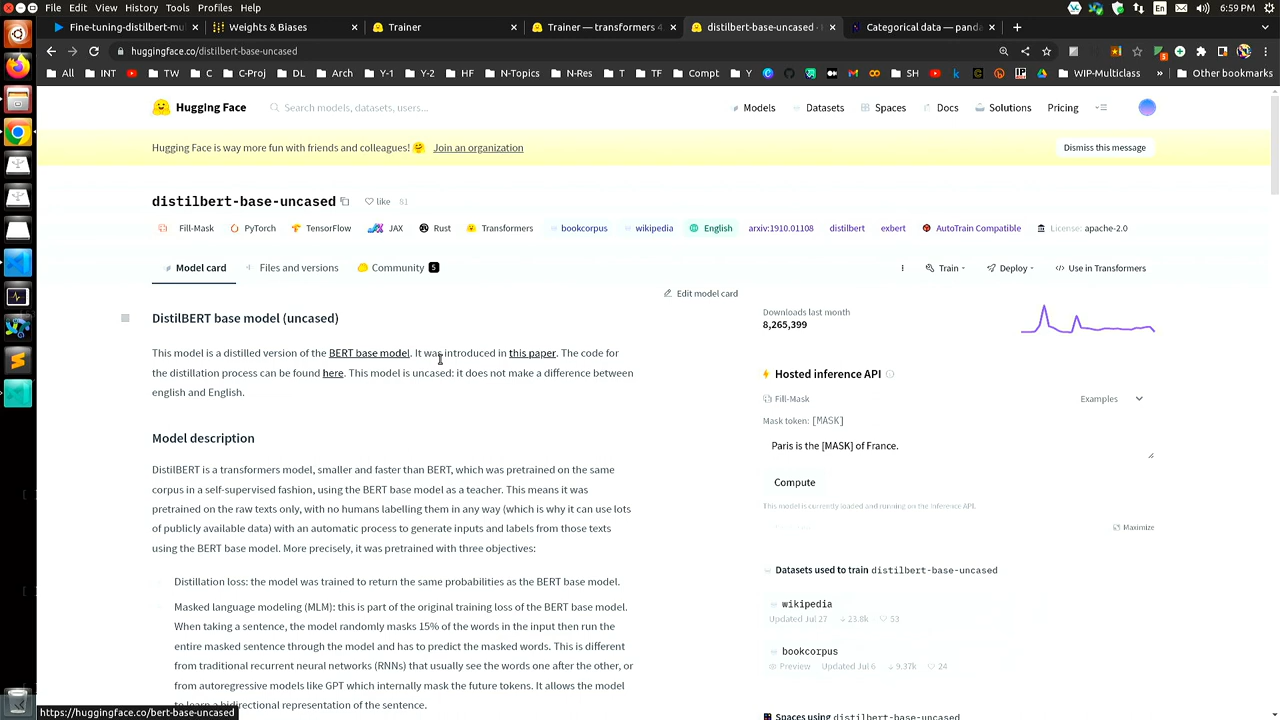 File Edit View History Tools Profiles Help
6:59 PM
Fine-tuning-distilbert-mu
Weights & Biases
Trainer
Trainer — transformers 4
distilbert-base-uncased ·
Categorical data — panda
huggingface.co/distilbert-base-uncased
All INT TW C-Proj DL Arch Y-1 Y-2 HF N-Topics N-Res T TF Compt Y SH WIP-Multiclass » Other bookmarks
Hugging Face
Search models, datasets, users...
Models Datasets Spaces Docs Solutions Pricing
Hugging Face is way more fun with friends and colleagues! 🤗 Join an organization
Dismiss this message
distilbert-base-uncased like 81
Fill-Mask PyTorch TensorFlow JAX Rust Transformers bookcorpus wikipedia English arxiv:1910.01108 distilbert exbert AutoTrain Compatible License: apache-2.0
Model card Files and versions Community 5
Train Deploy </> Use in Transformers
Edit model card
DistilBERT base model (uncased)
This model is a distilled version of the BERT base model. It was introduced in this paper. The code for
the distillation process can be found here. This model is uncased: it does not make a difference between
english and English.
Model description
DistilBERT is a transformers model, smaller and faster than BERT, which was pretrained on the same
corpus in a self-supervised fashion, using the BERT base model as a teacher. This means it was
pretrained on the raw texts only, with no humans labelling them in any way (which is why it can use lots
of publicly available data) with an automatic process to generate inputs and labels from those texts
using the BERT base model. More precisely, it was pretrained with three objectives:
Distillation loss: the model was trained to return the same probabilities as the BERT base model.
Masked language modeling (MLM): this is part of the original training loss of the BERT base model.
When taking a sentence, the model randomly masks 15% of the words in the input then run the
entire masked sentence through the model and has to predict the masked words. This is different
from traditional recurrent neural networks (RNNs) that usually see the words one after the other, or
from autoregressive models like GPT which internally mask the future tokens. It allows the model
to learn a bidirectional representation of the sentence.
Downloads last month
8,265,399
Hosted inference API
Fill-Mask
Examples
Mask token: [MASK]
Paris is the [MASK] of France.
Compute
This model is currently loaded and running on the Inference API.
Maximize
Datasets used to train distilbert-base-uncased
wikipedia
Updated Jul 27 ↓ 23.8k ♡ 53
bookcorpus
Preview Updated Jul 6 ↓ 9.37k ♡ 24
Spaces using distilbert-base-uncased
https://huggingface.co/bert-base-uncased